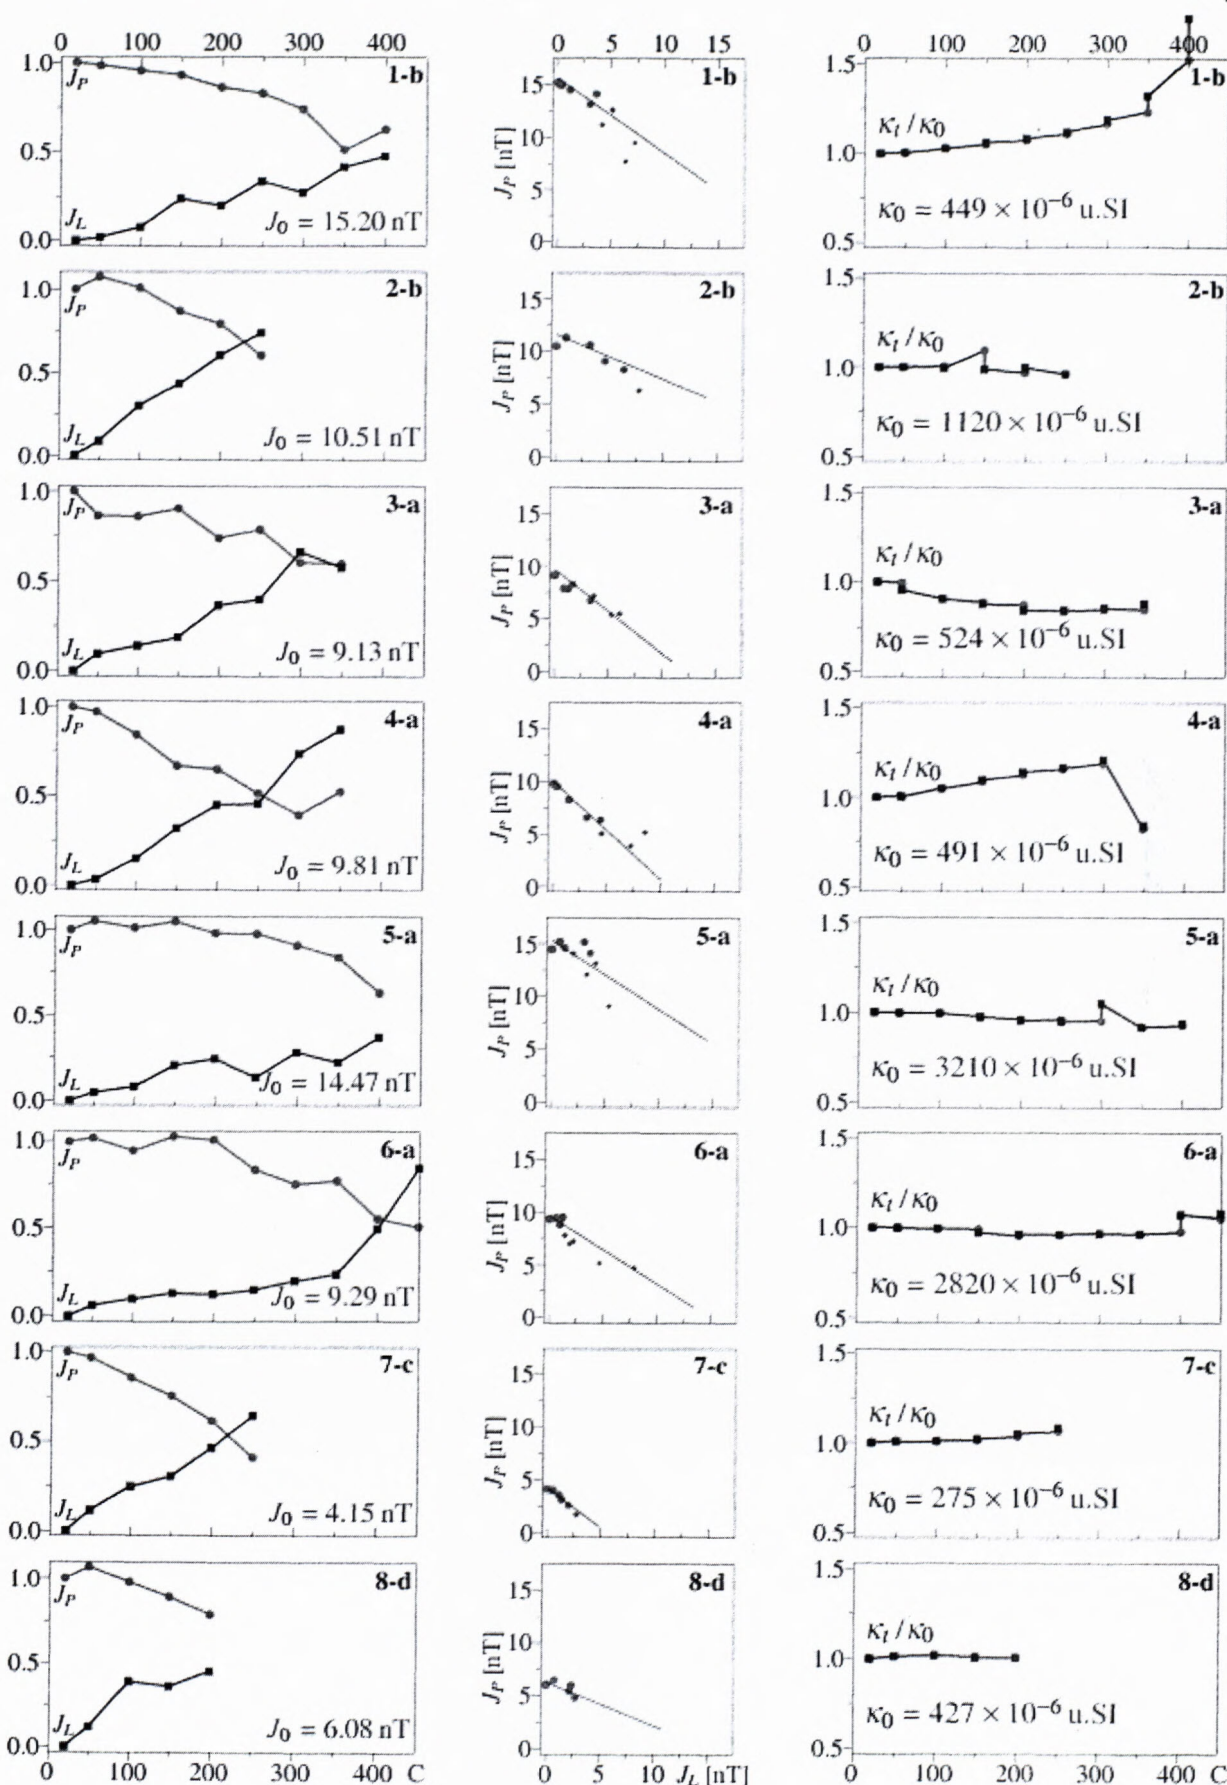 0 100 200 300 400
0 5 10 15
0 100 200 300 400
1.0
0.5
0.0
J_P
J_L
1-b
J_0 = 15.20 nT
15
10
5
0
J_P [nT]
1-b
1.5
1.0
0.5
1-b
κ_t / κ_0
κ_0 = 449 × 10^−6 u.SI
1.0
0.5
0.0
J_P
J_L
2-b
J_0 = 10.51 nT
15
10
5
0
J_P [nT]
2-b
1.5
1.0
0.5
2-b
κ_t / κ_0
κ_0 = 1120 × 10^−6 u.SI
1.0
0.5
0.0
J_P
J_L
3-a
J_0 = 9.13 nT
15
10
5
0
J_P [nT]
3-a
1.5
1.0
0.5
3-a
κ_t / κ_0
κ_0 = 524 × 10^−6 u.SI
1.0
0.5
0.0
J_P
J_L
4-a
J_0 = 9.81 nT
15
10
5
0
J_P [nT]
4-a
1.5
1.0
0.5
4-a
κ_t / κ_0
κ_0 = 491 × 10^−6 u.SI
1.0
0.5
0.0
J_P
J_L
5-a
J_0 = 14.47 nT
15
10
5
0
J_P [nT]
5-a
1.5
1.0
0.5
5-a
κ_t / κ_0
κ_0 = 3210 × 10^−6 u.SI
1.0
0.5
0.0
J_P
J_L
6-a
J_0 = 9.29 nT
15
10
5
0
J_P [nT]
6-a
1.5
1.0
0.5
6-a
κ_t / κ_0
κ_0 = 2820 × 10^−6 u.SI
1.0
0.5
0.0
J_P
J_L
7-c
J_0 = 4.15 nT
15
10
5
0
J_P [nT]
7-c
1.5
1.0
0.5
7-c
κ_t / κ_0
κ_0 = 275 × 10^−6 u.SI
1.0
0.5
0.0
J_P
J_L
8-d
J_0 = 6.08 nT
15
10
5
0
J_P [nT]
8-d
1.5
1.0
0.5
8-d
κ_t / κ_0
κ_0 = 427 × 10^−6 u.SI
0 100 200 300 400 C
0 5 10 J_L [nT]
0 100 200 300 400 C